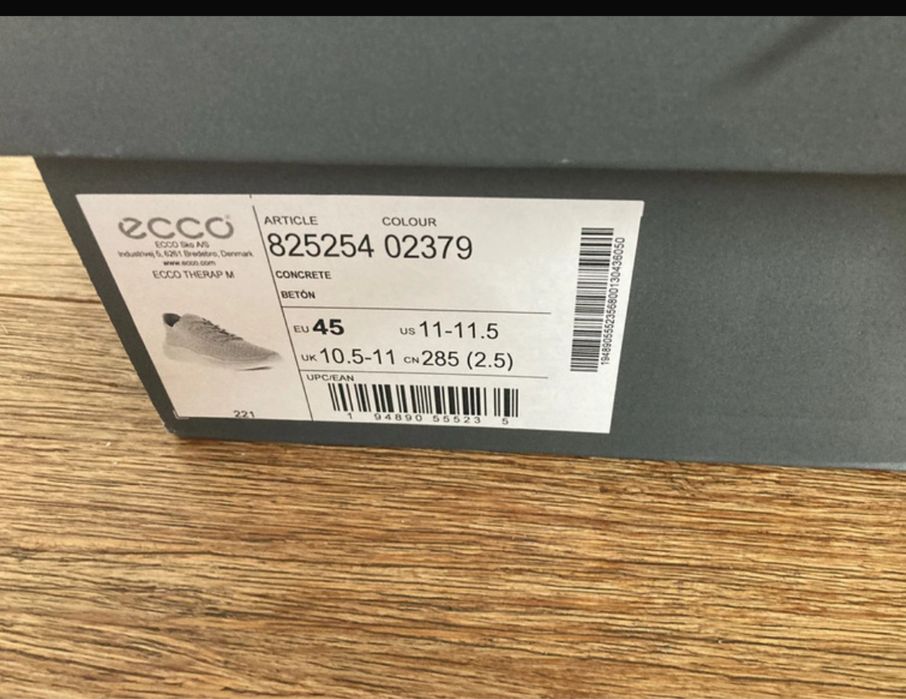 ecco®
ECCO Sko A/S
Industrivej 5, 6261 Bredebro, Denmark
www.ecco.com
ECCO THERAP M
221
ARTICLE COLOUR
825254 02379
CONCRETE
BETÓN
EU 45 US 11-11.5
UK 10.5-11 CN 285 (2.5)
UPC/EAN
1 94890 55523 5